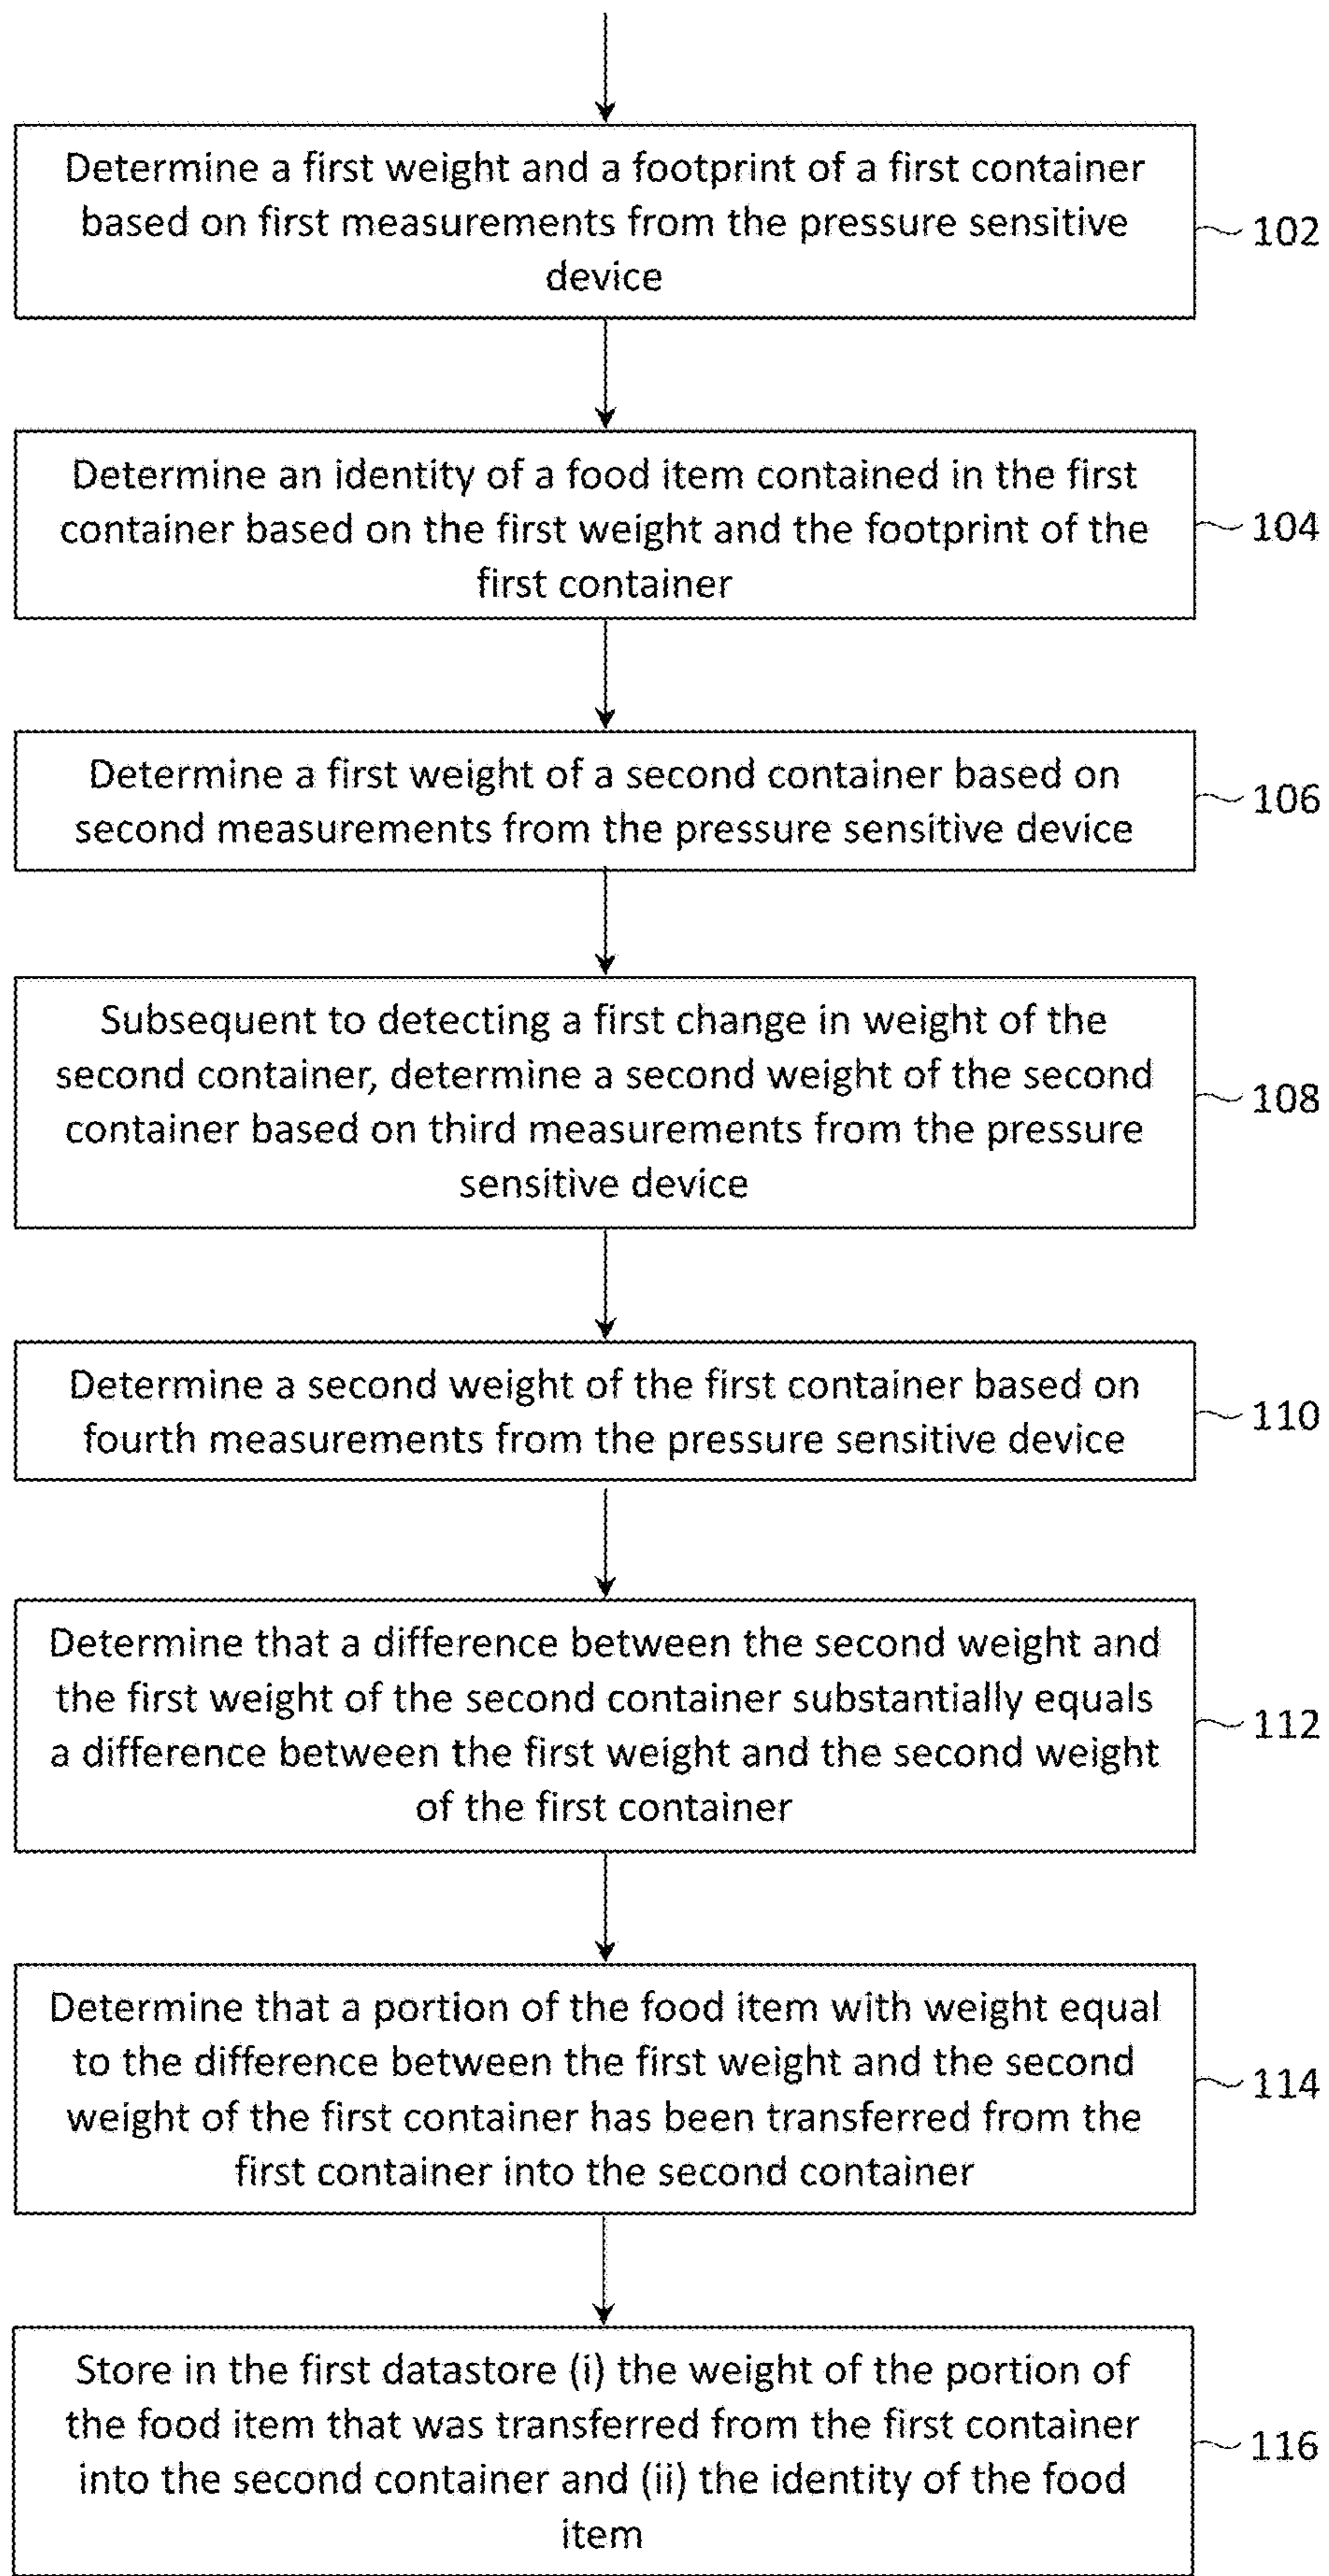 Determine a first weight and a footprint of a first container
based on first measurements from the pressure sensitive
device
102
Determine an identity of a food item contained in the first
container based on the first weight and the footprint of the
first container
104
Determine a first weight of a second container based on
second measurements from the pressure sensitive device
106
Subsequent to detecting a first change in weight of the
second container, determine a second weight of the second
container based on third measurements from the pressure
sensitive device
108
Determine a second weight of the first container based on
fourth measurements from the pressure sensitive device
110
Determine that a difference between the second weight and
the first weight of the second container substantially equals
a difference between the first weight and the second weight
of the first container
112
Determine that a portion of the food item with weight equal
to the difference between the first weight and the second
weight of the first container has been transferred from the
first container into the second container
114
Store in the first datastore (i) the weight of the portion of
the food item that was transferred from the first container
into the second container and (ii) the identity of the food
item
116